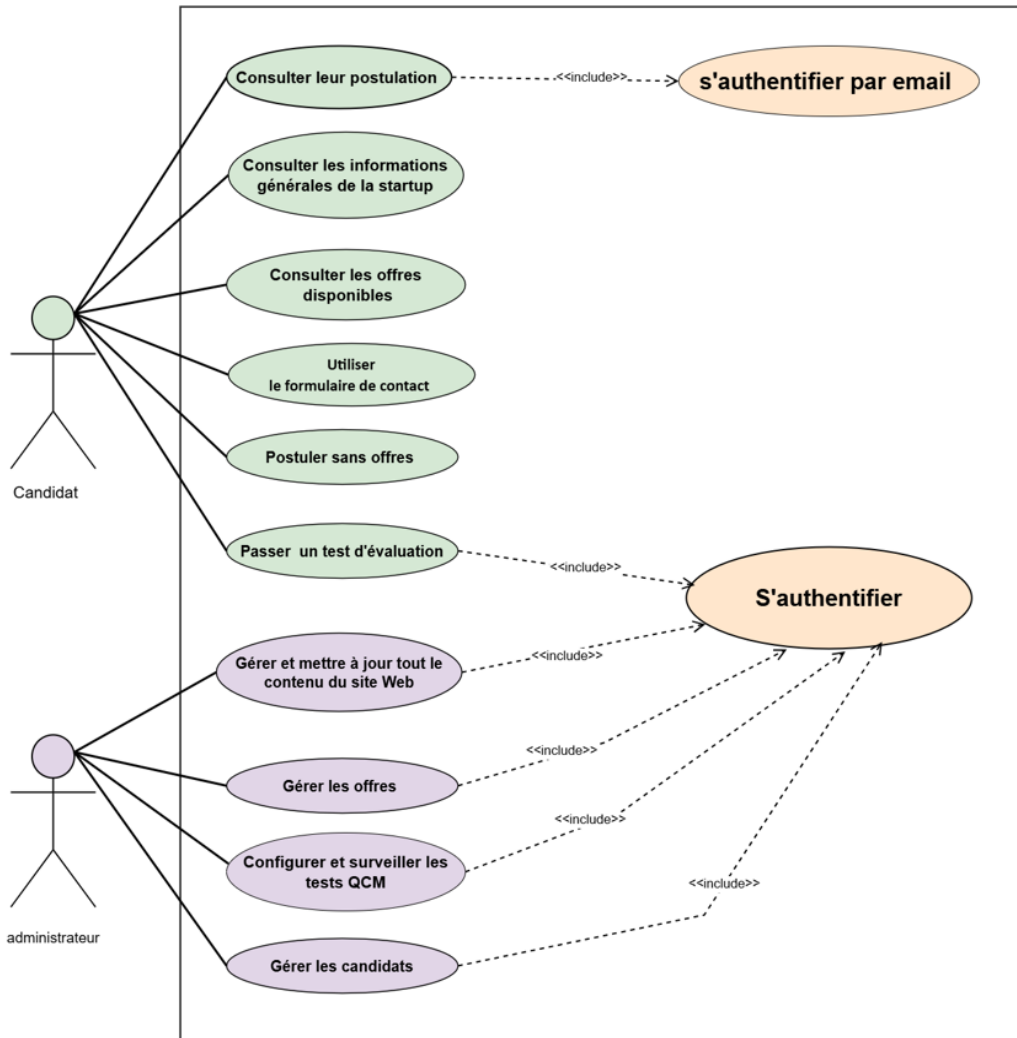 Consulter leur postulation
<<include>>
s'authentifier par email
Consulter les informations
générales de la startup
Consulter les offres
disponibles
Utiliser
le formulaire de contact
Postuler sans offres
Candidat
Passer un test d'évaluation
<<include>>
S'authentifier
Gérer et mettre à jour tout le
contenu du site Web
<<include>>
Gérer les offres
<<include>>
Configurer et surveiller les
tests QCM
<<include>>
<<include>>
administrateur
Gérer les candidats